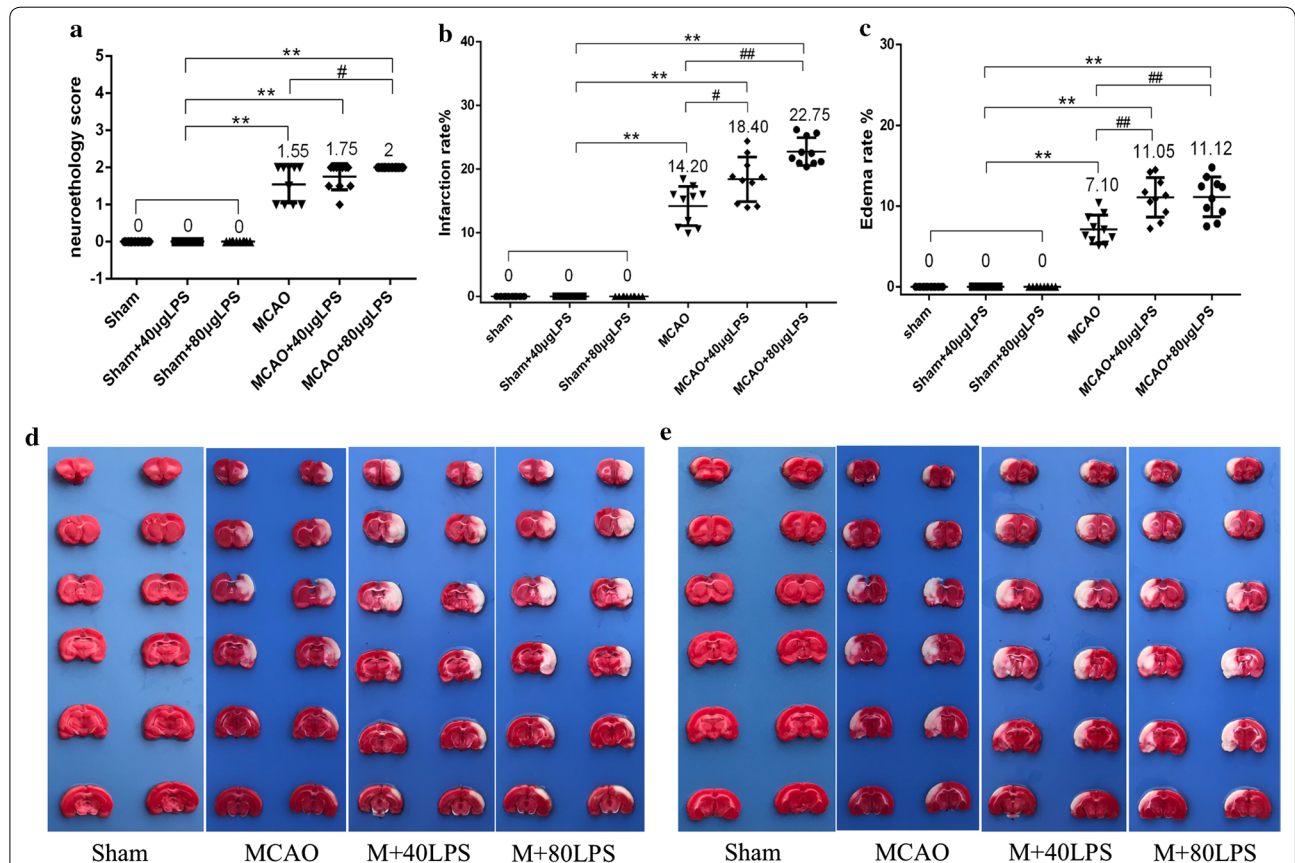 a
neuroethology score
5
4
3
2
1
0
-1
**
#
**
**
1.55
1.75
2
0
0
0
Sham
Sham+40µgLPS
Sham+80µgLPS
MCAO
MCAO+40µgLPS
MCAO+80µgLPS
b
Infarction rate%
40
30
20
10
0
**
##
**
#
**
14.20
18.40
22.75
0
0
0
sham
Sham+40µgLPS
Sham+80µgLPS
MCAO
MCAO+40µgLPS
MCAO+80µgLPS
c
Edema rate %
30
20
10
0
**
##
**
##
**
7.10
11.05
11.12
0
0
0
sham
Sham+40µgLPS
Sham+80µgLPS
MCAO
MCAO+40µgLPS
MCAO+80µgLPS
d
Sham
MCAO
M+40LPS
M+80LPS
e
Sham
MCAO
M+40LPS
M+80LPS